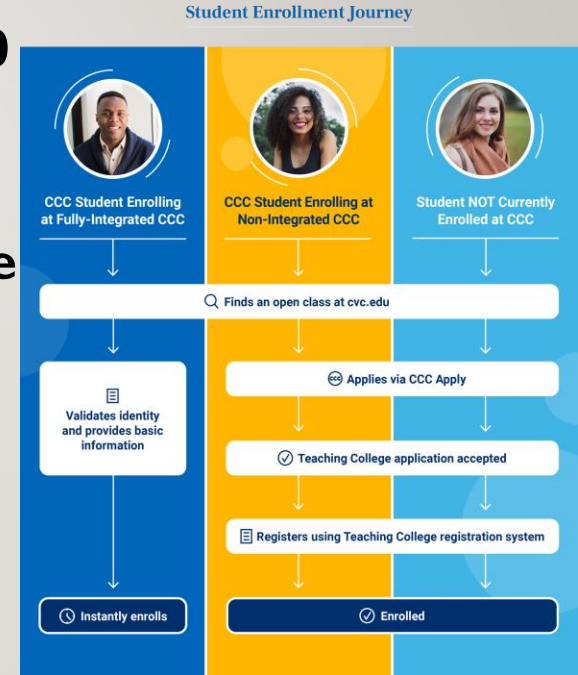 Student Enrollment Journey
CCC Student Enrolling
at Fully-Integrated CCC
CCC Student Enrolling at
Non-Integrated CCC
Student NOT Currently
Enrolled at CCC
Finds an open class at cvc.edu
Validates identity
and provides basic
information
CCC Applies via CCC Apply
Teaching College application accepted
Registers using Teaching College registration system
Instantly enrolls
Enrolled
e